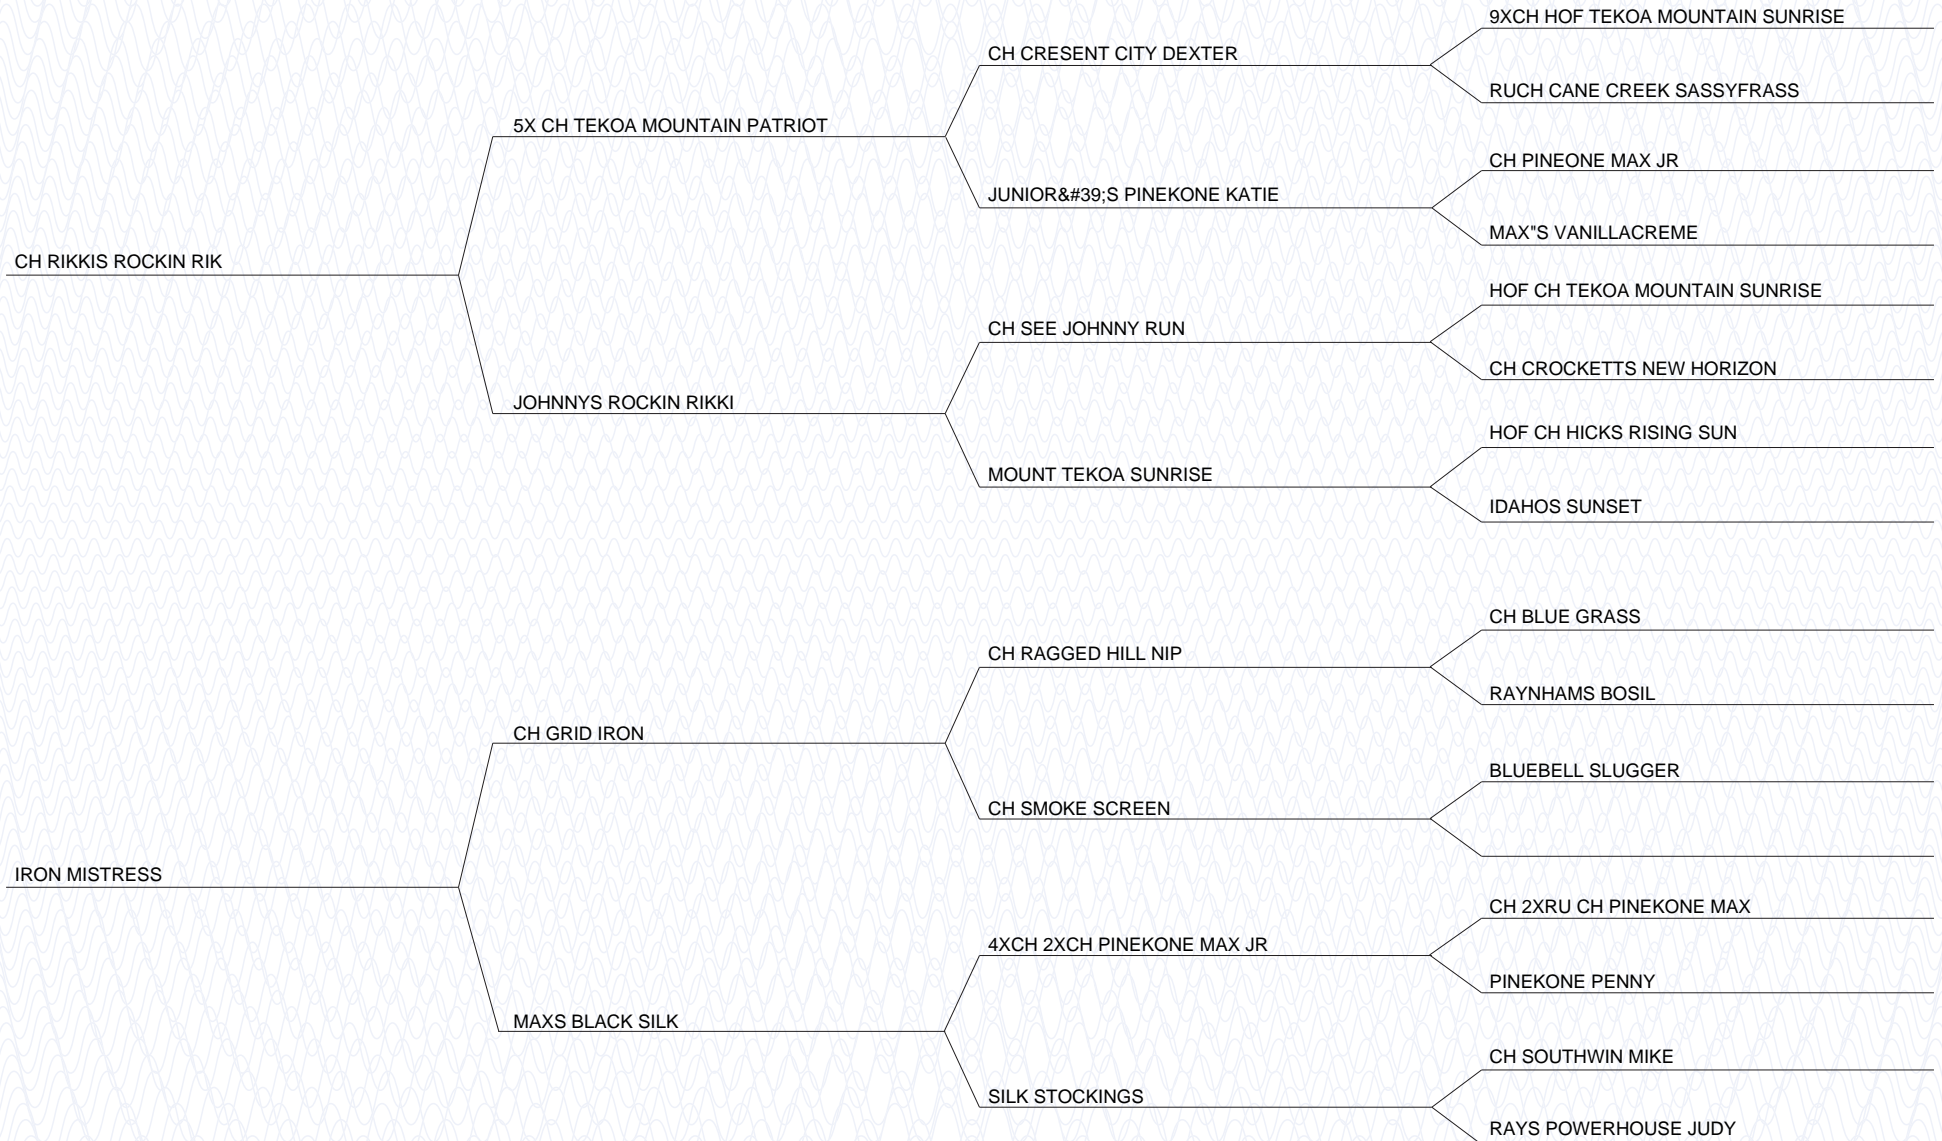 9XCH HOF TEKOA MOUNTAIN SUNRISE
CH CRESENT CITY DEXTER
RUCH CANE CREEK SASSYFRASS
5X CH TEKOA MOUNTAIN PATRIOT
CH PINEONE MAX JR
JUNIOR&#39;S PINEKONE KATIE
MAX"S VANILLACREME
CH RIKKIS ROCKIN RIK
HOF CH TEKOA MOUNTAIN SUNRISE
CH SEE JOHNNY RUN
CH CROCKETTS NEW HORIZON
JOHNNYS ROCKIN RIKKI
HOF CH HICKS RISING SUN
MOUNT TEKOA SUNRISE
IDAHOS SUNSET
CH BLUE GRASS
CH RAGGED HILL NIP
RAYNHAMS BOSIL
CH GRID IRON
BLUEBELL SLUGGER
CH SMOKE SCREEN
IRON MISTRESS
CH 2XRU CH PINEKONE MAX
4XCH 2XCH PINEKONE MAX JR
PINEKONE PENNY
MAXS BLACK SILK
CH SOUTHWIN MIKE
SILK STOCKINGS
RAYS POWERHOUSE JUDY